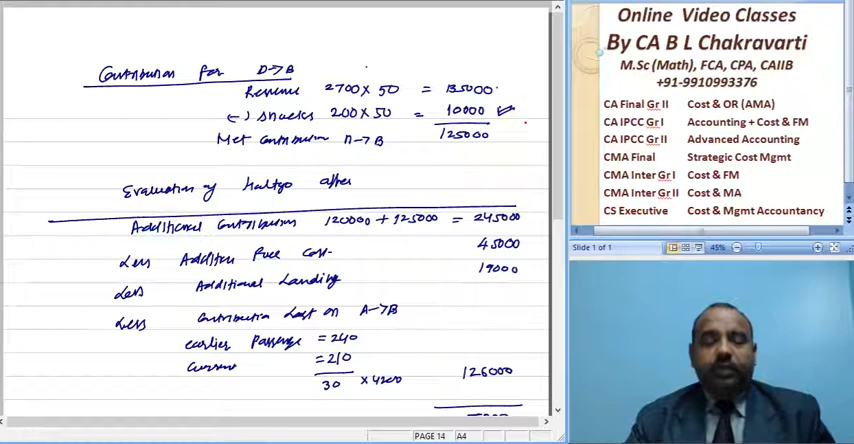 Contribution for D→B
Revenue 2700 × 50 = 135000
(-) Snacks 200 × 50 = 10000
Net Contribution D→B 125000
Evaluation of Haltgo after
Additional Contribution 120000 + 125000 = 245000
Less Addition Fuel Cost 45000
Less Additional Landing 19000
Less Contribution Lost on A→B
earlier Passenge = 240
Current = 210
30 × 4200 126000
Online Video Classes
By CA B L Chakravarti
M.Sc (Math), FCA, CPA, CAIIB
+91-9910993376
CA Final Gr II Cost & OR (AMA)
CA IPCC Gr I Accounting + Cost & FM
CA IPCC Gr II Advanced Accounting
CMA Final Strategic Cost Mgmt
CMA Inter Gr I Cost & FM
CMA Inter Gr II Cost & MA
CS Executive Cost & Mgmt Accountancy
Slide 1 of 1 45%
PAGE 14 A4